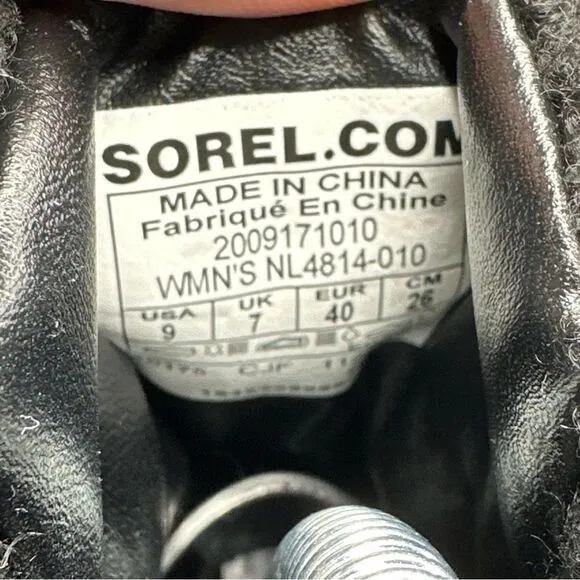 SOREL.COM
MADE IN CHINA
Fabriqué En Chine
2009171010
WMN'S NL4814-010
USA UK EUR CM
9 7 40 26
CJF